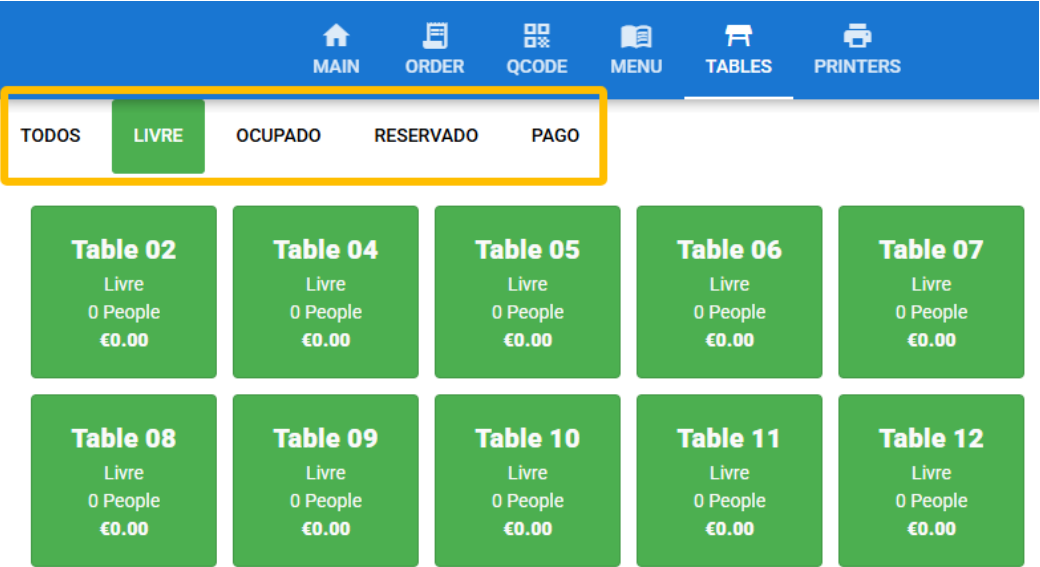 MAIN ORDER QCODE MENU TABLES PRINTERS
TODOS LIVRE OCUPADO RESERVADO PAGO
Table 02 Table 04 Table 05 Table 06 Table 07
Livre Livre Livre Livre Livre
0 People 0 People 0 People 0 People 0 People
€0.00 €0.00 €0.00 €0.00 €0.00
Table 08 Table 09 Table 10 Table 11 Table 12
Livre Livre Livre Livre Livre
0 People 0 People 0 People 0 People 0 People
€0.00 €0.00 €0.00 €0.00 €0.00